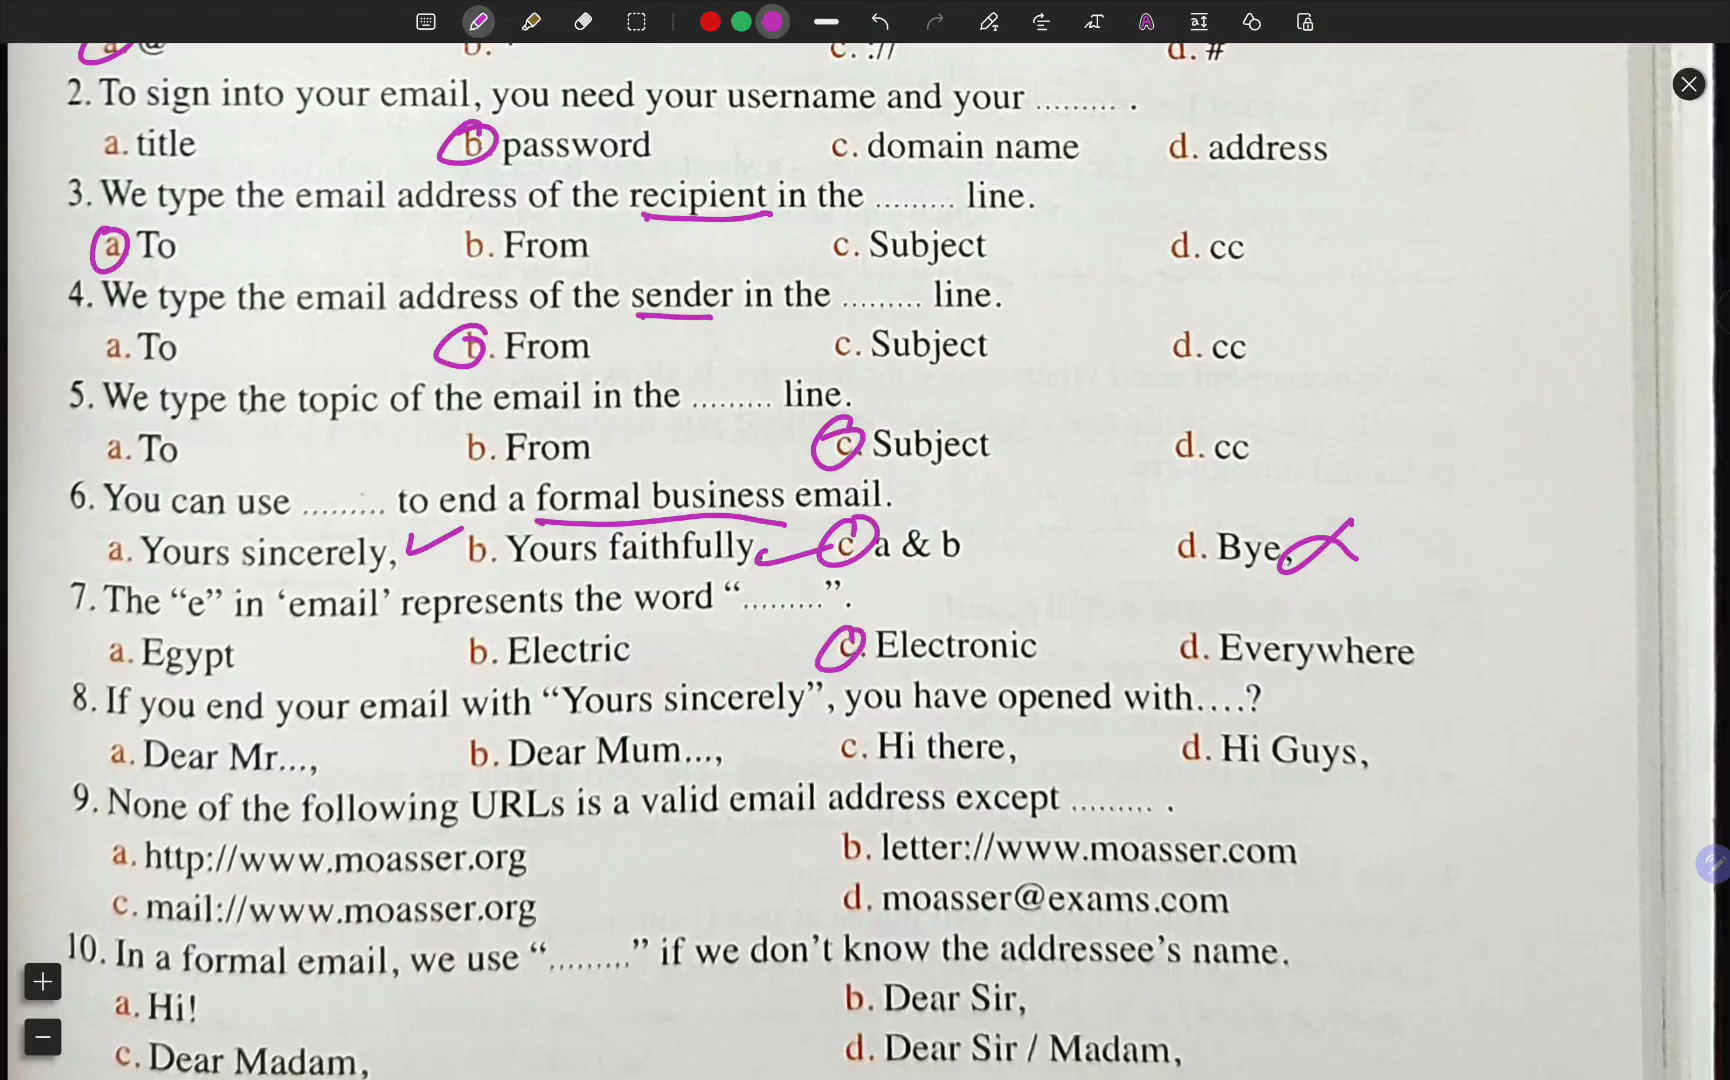 a. @ b. c. :// d. #
2. To sign into your email, you need your username and your ......... .
a. title b. password c. domain name d. address
3. We type the email address of the recipient in the ......... line.
a. To b. From c. Subject d. cc
4. We type the email address of the sender in the ......... line.
a. To b. From c. Subject d. cc
5. We type the topic of the email in the ......... line.
a. To b. From c. Subject d. cc
6. You can use ......... to end a formal business email.
a. Yours sincerely, b. Yours faithfully, c. a & b d. Bye,
7. The “e” in ‘email’ represents the word “.........”.
a. Egypt b. Electric c. Electronic d. Everywhere
8. If you end your email with “Yours sincerely”, you have opened with....?
a. Dear Mr..., b. Dear Mum..., c. Hi there, d. Hi Guys,
9. None of the following URLs is a valid email address except ......... .
a. http://www.moasser.org b. letter://www.moasser.com
c. mail://www.moasser.org d. moasser@exams.com
10. In a formal email, we use “.........” if we don’t know the addressee’s name.
a. Hi! b. Dear Sir,
c. Dear Madam, d. Dear Sir / Madam,